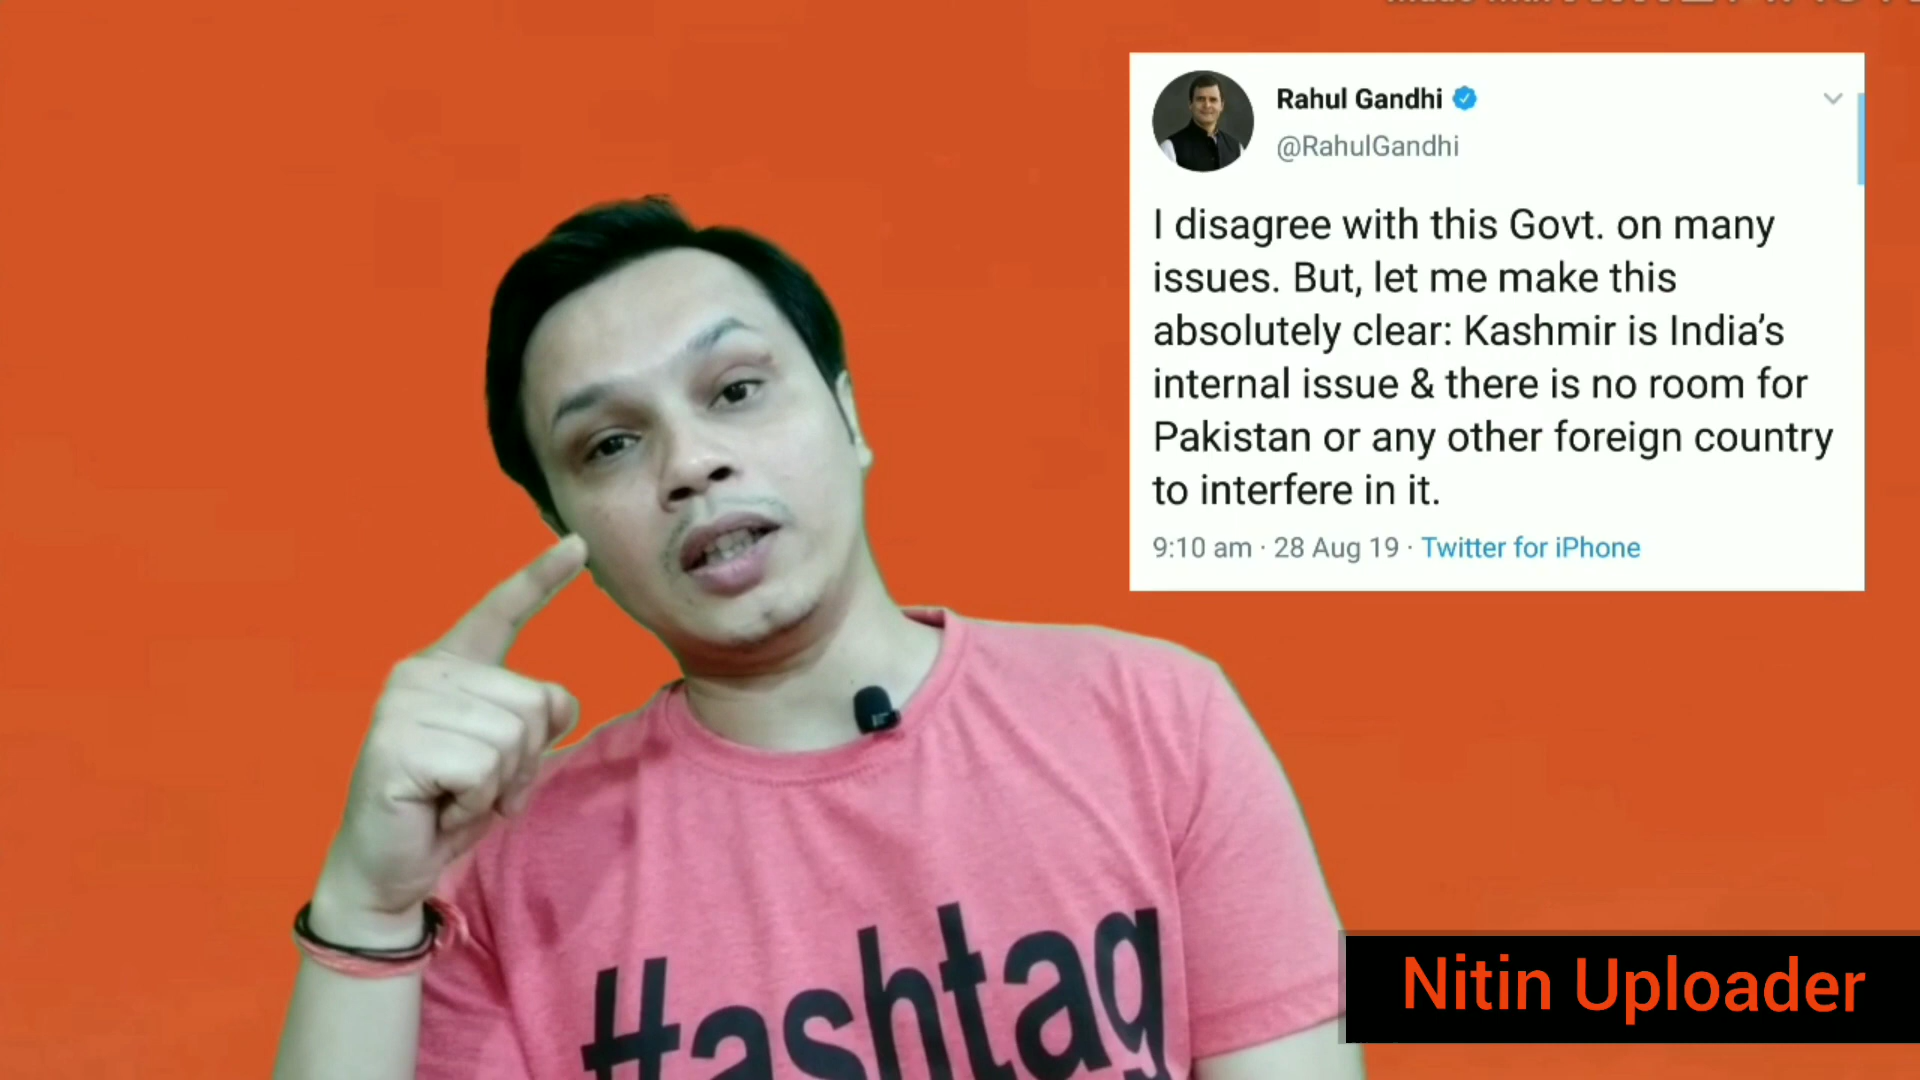 Rahul Gandhi
@RahulGandhi
I disagree with this Govt. on many
issues. But, let me make this
absolutely clear: Kashmir is India's
internal issue & there is no room for
Pakistan or any other foreign country
to interfere in it.
9:10 am · 28 Aug 19 · Twitter for iPhone
#ashtag
Nitin Uploader